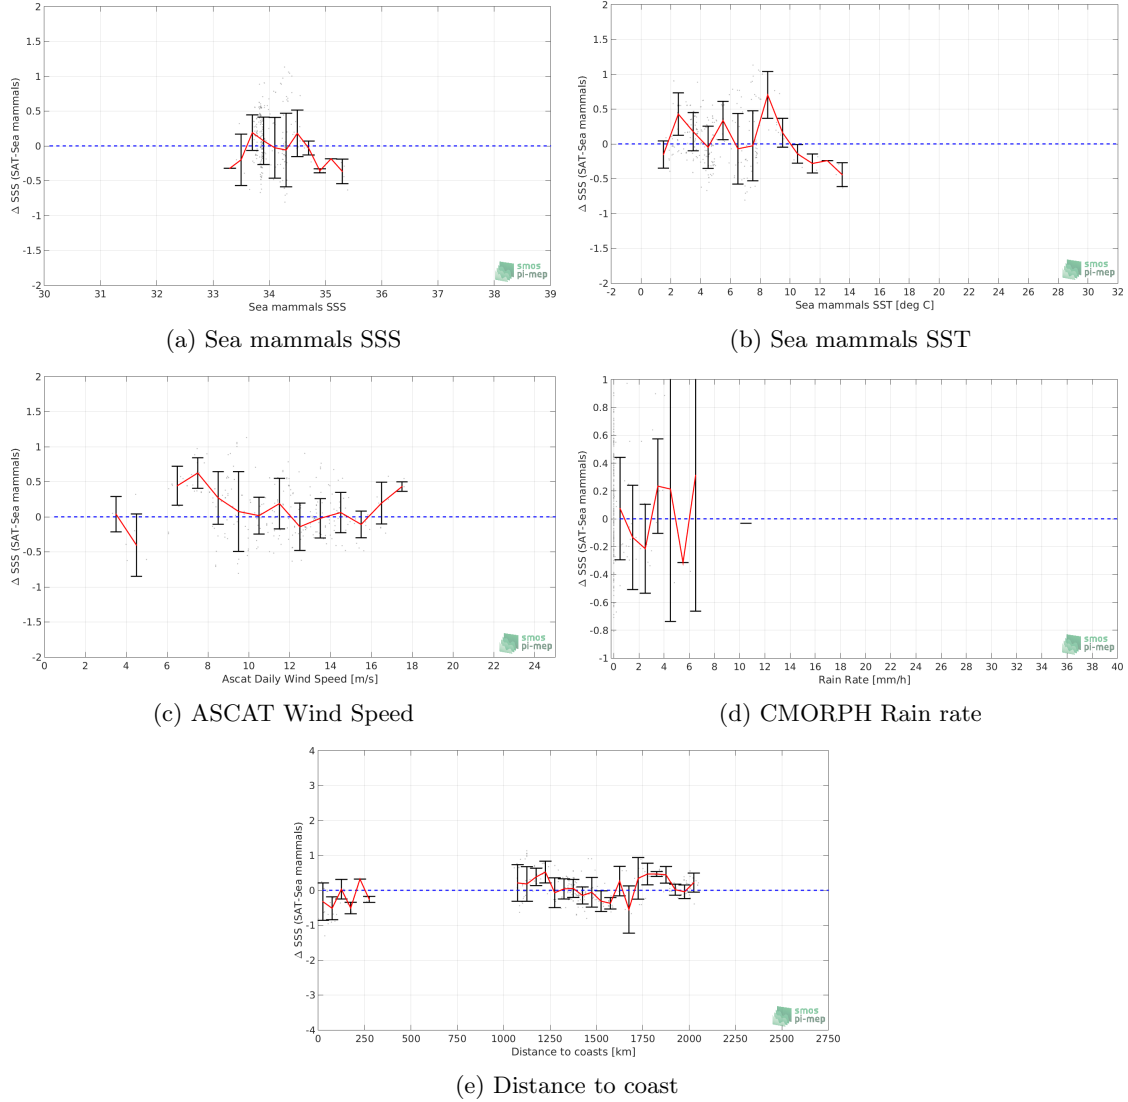 2
1.5
1
0.5
0
-0.5
-1
-1.5
-2
Δ SSS (SAT-Sea mammals)
30 31 32 33 34 35 36 37 38 39
Sea mammals SSS
smos
pi-mep
(a) Sea mammals SSS
2
1.5
1
0.5
0
-0.5
-1
-1.5
-2
Δ SSS (SAT-Sea mammals)
-2 0 2 4 6 8 10 12 14 16 18 20 22 24 26 28 30 32
Sea mammals SST [deg C]
smos
pi-mep
(b) Sea mammals SST
2
1.5
1
0.5
0
-0.5
-1
-1.5
-2
Δ SSS (SAT-Sea mammals)
0 2 4 6 8 10 12 14 16 18 20 22 24
Ascat Daily Wind Speed [m/s]
smos
pi-mep
(c) ASCAT Wind Speed
1
0.8
0.6
0.4
0.2
0
-0.2
-0.4
-0.6
-0.8
-1
Δ SSS (SAT-Sea mammals)
0 2 4 6 8 10 12 14 16 18 20 22 24 26 28 30 32 34 36 38 40
Rain Rate [mm/h]
smos
pi-mep
(d) CMORPH Rain rate
4
3
2
1
0
-1
-2
-3
-4
Δ SSS (SAT-Sea mammals)
0 250 500 750 1000 1250 1500 1750 2000 2250 2500 2750
Distance to coasts [km]
smos
pi-mep
(e) Distance to coast